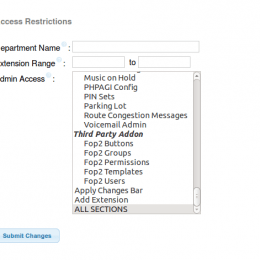 ccess Restrictions
epartment Name :
xtension Range : to :
dmin Access :
Music on Hold
PHPAGI Config
PIN Sets
Parking Lot
Route Congestion Messages
Voicemail Admin
Third Party Addon
Fop2 Buttons
Fop2 Groups
Fop2 Permissions
Fop2 Templates
Fop2 Users
Apply Changes Bar
Add Extension
ALL SECTIONS
Submit Changes